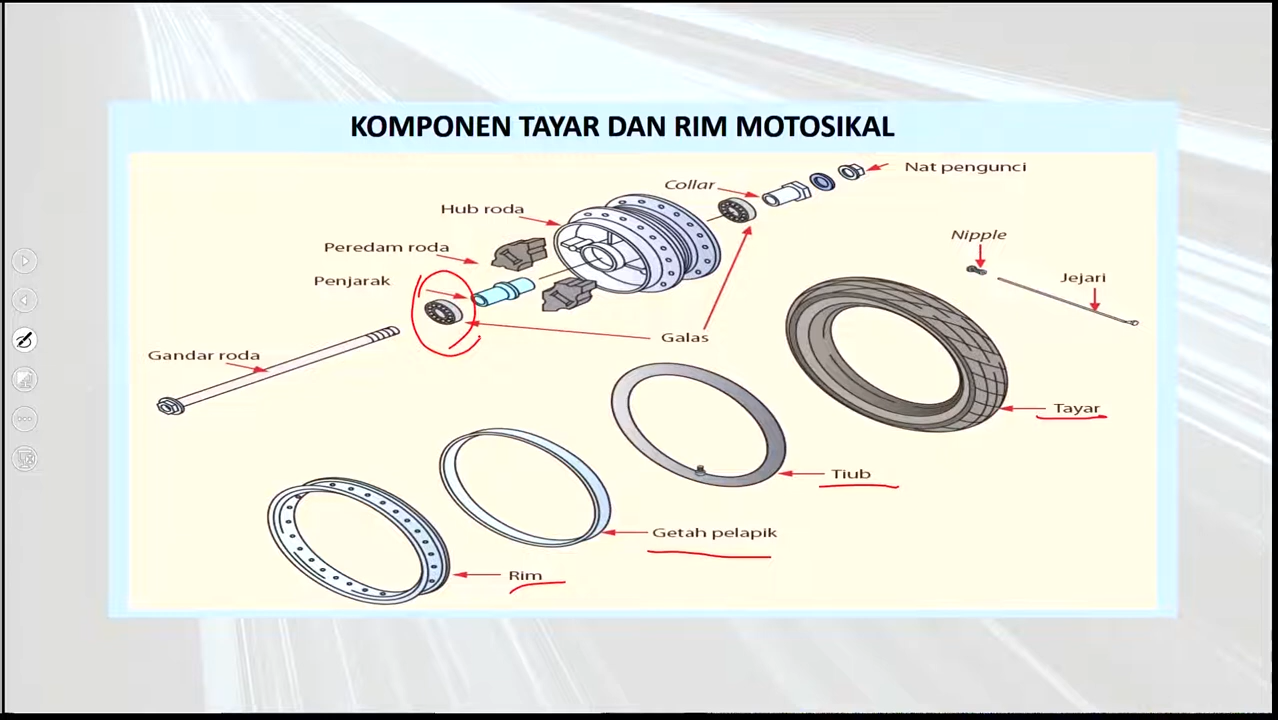 KOMPONEN TAYAR DAN RIM MOTOSIKAL
Nat pengunci
Collar
Hub roda
Nipple
Peredam roda
Penjarak
Jejari
Galas
Gandar roda
Tayar
Tiub
Getah pelapik
Rim